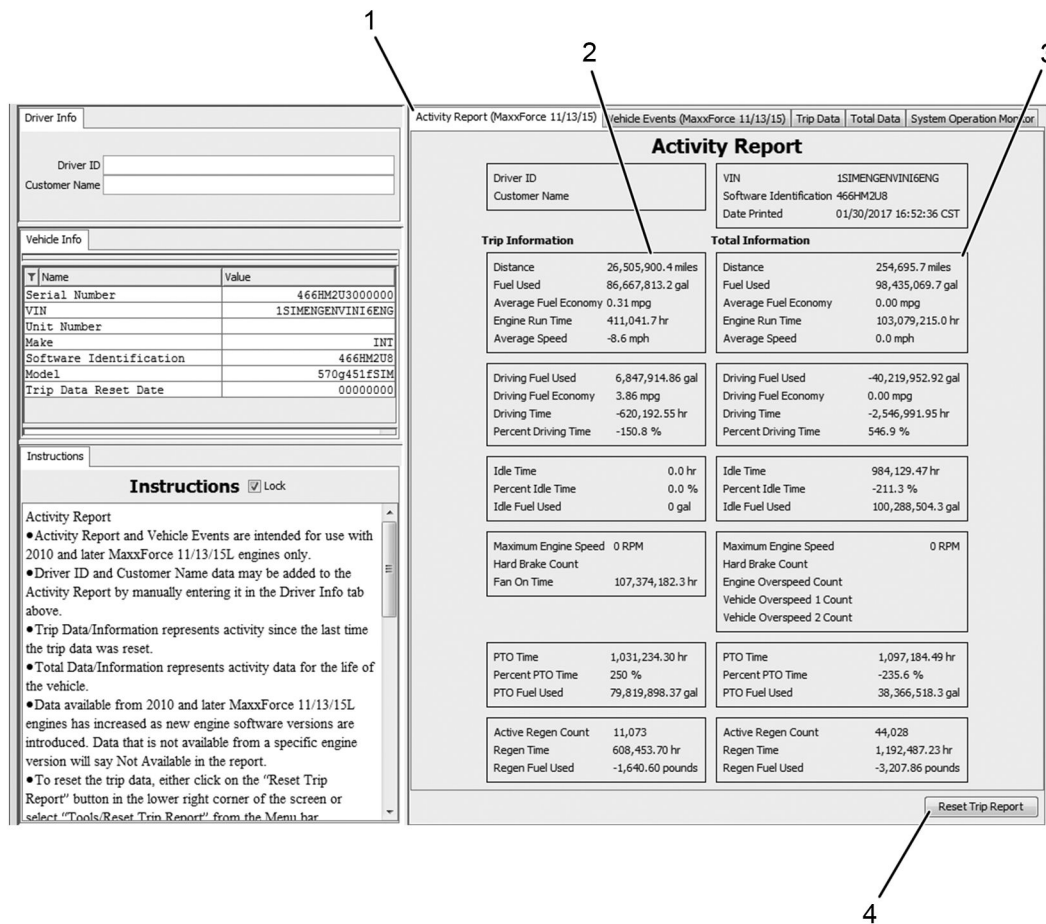 1
2
3
Driver Info
Driver ID
Customer Name
Vehicle Info
Name Value
Serial Number 466HM2U3000000
VIN 1SIMENGENVINI6ENG
Unit Number
Make INT
Software Identification 466HM2U8
Model 570g451fSIM
Trip Data Reset Date 00000000
Instructions
Instructions Lock
Activity Report
●Activity Report and Vehicle Events are intended for use with
2010 and later MaxxForce 11/13/15L engines only.
●Driver ID and Customer Name data may be added to the
Activity Report by manually entering it in the Driver Info tab
above.
●Trip Data/Information represents activity since the last time
the trip data was reset.
●Total Data/Information represents activity data for the life of
the vehicle.
●Data available from 2010 and later MaxxForce 11/13/15L
engines has increased as new engine software versions are
introduced. Data that is not available from a specific engine
version will say Not Available in the report.
●To reset the trip data, either click on the "Reset Trip
Report" button in the lower right corner of the screen or
select "Tools/Reset Trip Report" from the Menu bar
Activity Report (MaxxForce 11/13/15) Vehicle Events (MaxxForce 11/13/15) Trip Data Total Data System Operation Monitor
Activity Report
Driver ID
Customer Name
VIN 1SIMENGENVINI6ENG
Software Identification 466HM2U8
Date Printed 01/30/2017 16:52:36 CST
Trip Information
Distance 26,505,900.4 miles
Fuel Used 86,667,813.2 gal
Average Fuel Economy 0.31 mpg
Engine Run Time 411,041.7 hr
Average Speed -8.6 mph
Driving Fuel Used 6,847,914.86 gal
Driving Fuel Economy 3.86 mpg
Driving Time -620,192.55 hr
Percent Driving Time -150.8 %
Idle Time 0.0 hr
Percent Idle Time 0.0 %
Idle Fuel Used 0 gal
Maximum Engine Speed 0 RPM
Hard Brake Count
Fan On Time 107,374,182.3 hr
PTO Time 1,031,234.30 hr
Percent PTO Time 250 %
PTO Fuel Used 79,819,898.37 gal
Active Regen Count 11,073
Regen Time 608,453.70 hr
Regen Fuel Used -1,640.60 pounds
Total Information
Distance 254,695.7 miles
Fuel Used 98,435,069.7 gal
Average Fuel Economy 0.00 mpg
Engine Run Time 103,079,215.0 hr
Average Speed 0.0 mph
Driving Fuel Used -40,219,952.92 gal
Driving Fuel Economy 0.00 mpg
Driving Time -2,546,991.95 hr
Percent Driving Time 546.9 %
Idle Time 984,129.47 hr
Percent Idle Time -211.3 %
Idle Fuel Used 100,288,504.3 gal
Maximum Engine Speed 0 RPM
Hard Brake Count
Engine Overspeed Count
Vehicle Overspeed 1 Count
Vehicle Overspeed 2 Count
PTO Time 1,097,184.49 hr
Percent PTO Time -235.6 %
PTO Fuel Used 38,366,518.3 gal
Active Regen Count 44,028
Regen Time 1,192,487.23 hr
Regen Fuel Used -3,207.86 pounds
Reset Trip Report
4